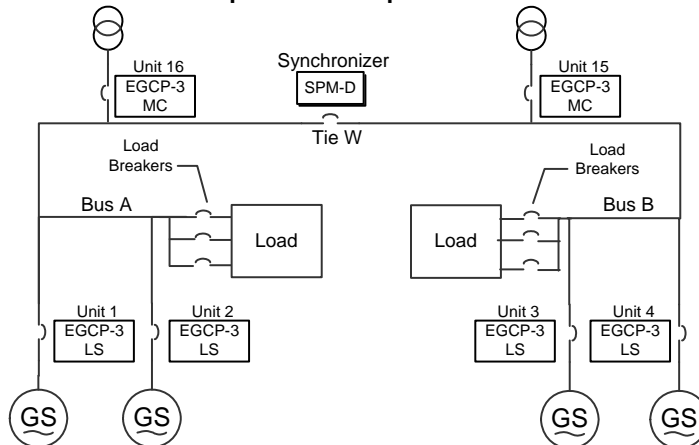 Unit 16
EGCP-3
MC
Synchronizer
SPM-D
Unit 15
EGCP-3
MC
Tie W
Load
Breakers
Load
Breakers
Bus A
Bus B
Load
Load
Unit 1
EGCP-3
LS
Unit 2
EGCP-3
LS
Unit 3
EGCP-3
LS
Unit 4
EGCP-3
LS
GS
GS
GS
GS